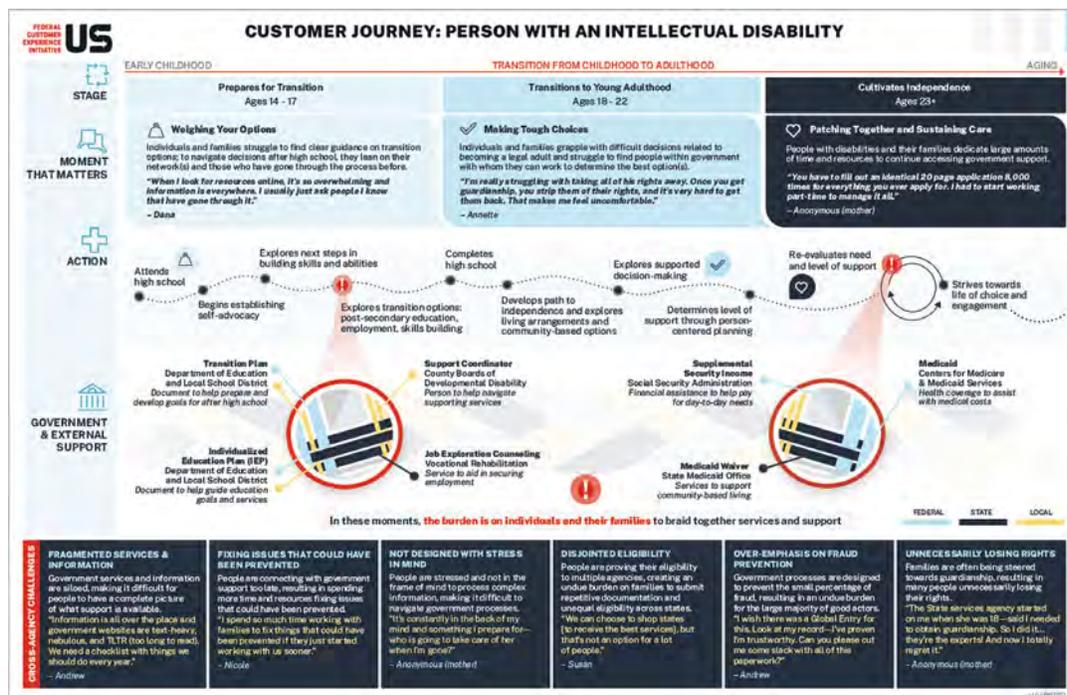 FEDERAL
CUSTOMER
EXPERIENCE
INITIATIVE
US
CUSTOMER JOURNEY: PERSON WITH AN INTELLECTUAL DISABILITY
EARLY CHILDHOOD
TRANSITION FROM CHILDHOOD TO ADULTHOOD
AGING
STAGE
Prepares for Transition
Ages 14 - 17
Transitions to Young Adulthood
Ages 18 - 22
Cultivates Independence
Ages 23+
MOMENT
THAT MATTERS
Weighing Your Options
Individuals and families struggle to find clear guidance on transition
options; to navigate decisions after high school, they lean on their
network(s) and those who have gone through the process before.
"When I look for resources online, it's so overwhelming and
information is everywhere. I usually just ask people I know
that have gone through it."
– Dana
Making Tough Choices
Individuals and families grapple with difficult decisions related to
becoming a legal adult and struggle to find people within government
with whom they can work to determine the best option(s).
"I'm really struggling with taking all of his rights away. Once you get
guardianship, you strip them of their rights, and it's very hard to get
them back. That makes me feel uncomfortable."
– Annette
Patching Together and Sustaining Care
People with disabilities and their families dedicate large amounts
of time and resources to continue accessing government support.
"You have to fill out an identical 20 page application 8,000
times for everything you ever apply for. I had to start working
part-time to manage it all."
– Anonymous (mother)
ACTION
Attends
high school
Begins establishing
self-advocacy
Explores next steps in
building skills and abilities
Explores transition options:
post-secondary education,
employment, skills building
Completes
high school
Develops path to
independence and explores
living arrangements and
community-based options
Explores supported
decision-making
Determines level of
support through person-
centered planning
Re-evaluates need
and level of support
Strives towards
life of choice and
engagement
GOVERNMENT
& EXTERNAL
SUPPORT
Transition Plan
Department of Education
and Local School District
Document to help prepare and
develop goals for after high school
Support Coordinator
County Boards of
Developmental Disability
Person to help navigate
supporting services
Individualized
Education Plan (IEP)
Department of Education
and Local School District
Document to help guide education
goals and services
Job Exploration Counseling
Vocational Rehabilitation
Service to aid in securing
employment
Supplemental
Security Income
Social Security Administration
Financial assistance to help pay
for day-to-day needs
Medicaid
Centers for Medicare
& Medicaid Services
Health coverage to assist
with medical costs
Medicaid Waiver
State Medicaid Office
Services to support
community-based living
In these moments, the burden is on individuals and their families to braid together services and support
FEDERAL
STATE
LOCAL
CROSS-AGENCY CHALLENGES
FRAGMENTED SERVICES &
INFORMATION
Government services and information
are siloed, making it difficult for
people to have a complete picture
of what support is available.
"Information is all over the place and
government websites are text-heavy,
nebulous, and TLTR (too long to read).
We need a checklist with things we
should do every year."
– Andrew
FIXING ISSUES THAT COULD HAVE
BEEN PREVENTED
People are connecting with government
support too late, resulting in spending
more time and resources fixing issues
that could have been prevented.
"I spend so much time working with
families to fix things that could have
been prevented if they just started
working with us sooner."
– Nicole
NOT DESIGNED WITH STRESS
IN MIND
People are stressed and not in the
frame of mind to process complex
information, making it difficult to
navigate government processes.
"It's constantly in the back of my
mind and something I prepare for—
who is going to take care of her
when I'm gone?"
– Anonymous (mother)
DISJOINTED ELIGIBILITY
People are proving their eligibility
to multiple agencies, creating an
undue burden on families to submit
repetitive documentation and
unequal eligibility across states.
"We can choose to shop states
[to receive the best services], but
that's not an option for a lot
of people."
– Susan
OVER-EMPHASIS ON FRAUD
PREVENTION
Government processes are designed
to prevent the small percentage of
fraud, resulting in an undue burden
for the large majority of good actors.
"I wish there was a Global Entry for
this. Look at my record—I've proven
I'm trustworthy. Can you please cut
me some slack with all of this
paperwork?"
– Andrew
UNNECESSARILY LOSING RIGHTS
Families are often being steered
towards guardianship, resulting in
many people unnecessarily losing
their rights.
"The State services agency started
on me when she was 18—said I needed
to obtain guardianship. So I did it...
they're the experts! And now I totally
regret it."
– Anonymous (mother)